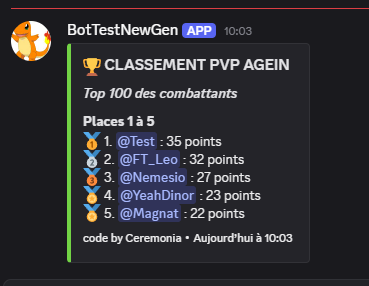 BotTestNewGen APP 10:03
🏆 CLASSEMENT PVP AGEIN
Top 100 des combattants
Places 1 à 5
🥇 1. @Test : 35 points
🥈 2. @FT_Leo : 32 points
🥉 3. @Nemesio : 27 points
🏅 4. @YeahDinor : 23 points
🏅 5. @Magnat : 22 points
code by Ceremonia • Aujourd'hui à 10:03